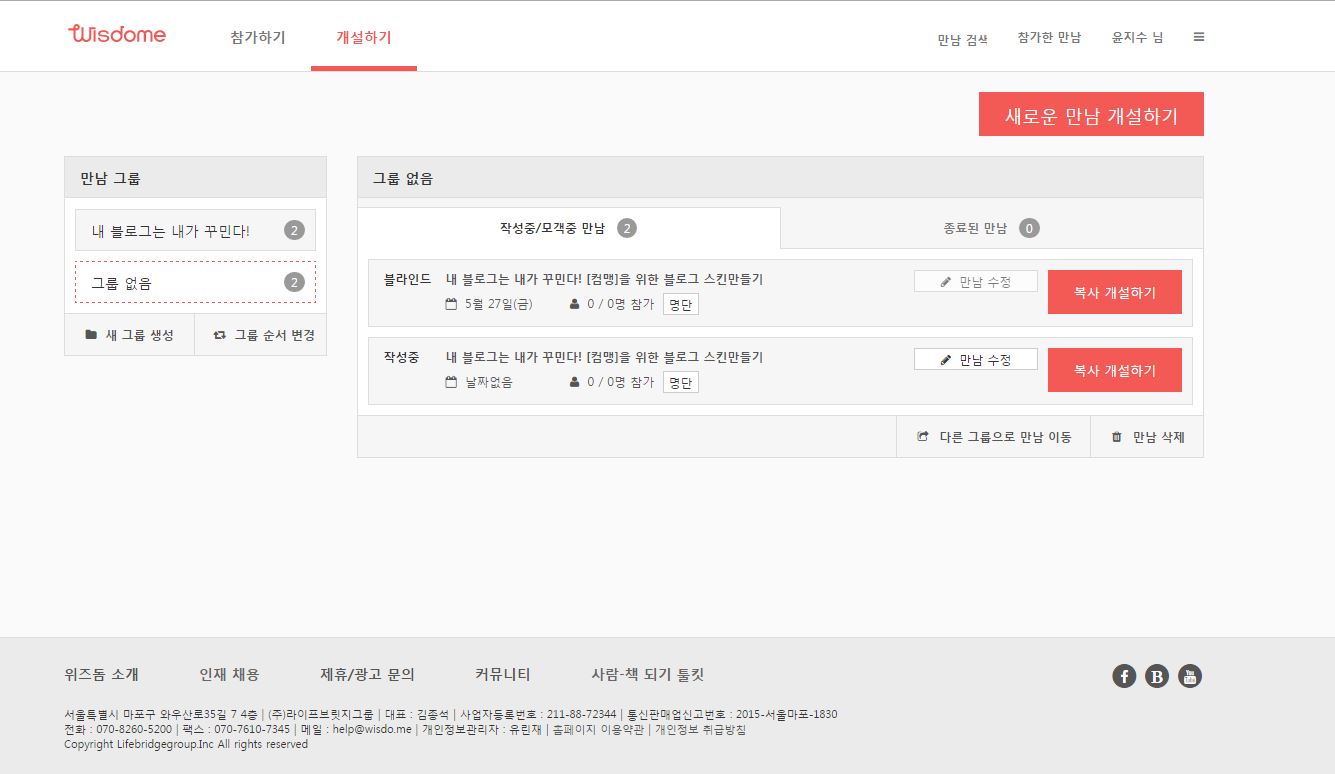 Wisdome 참가하기 개설하기 만남 검색 참가한 만남 윤지수 님
새로운 만남 개설하기
만남 그룹
내 블로그는 내가 꾸민다! 2
그룹 없음 2
새 그룹 생성 그룹 순서 변경
그룹 없음
작성중/모객중 만남 2 종료된 만남 0
블라인드 내 블로그는 내가 꾸민다! [컴맹]을 위한 블로그 스킨만들기 만남 수정 복사 개설하기
5월 27일(금) 0 / 0명 참가 명단
작성중 내 블로그는 내가 꾸민다! [컴맹]을 위한 블로그 스킨만들기 만남 수정 복사 개설하기
날짜없음 0 / 0명 참가 명단
다른 그룹으로 만남 이동 만남 삭제
위즈돔 소개 인재 채용 제휴/광고 문의 커뮤니티 사람-책 되기 툴킷 f B You Tube
서울특별시 마포구 와우산로35길 7 4층 | (주)라이프브릿지그룹 | 대표 : 김종석 | 사업자등록번호 : 211-88-72344 | 통신판매업신고번호 : 2015-서울마포-1830
전화 : 070-8260-5200 | 팩스 : 070-7610-7345 | 메일 : help@wisdo.me | 개인정보관리자 : 유린재 | 홈페이지 이용약관 | 개인정보 취급방침
Copyright Lifebridgegroup.Inc All rights reserved